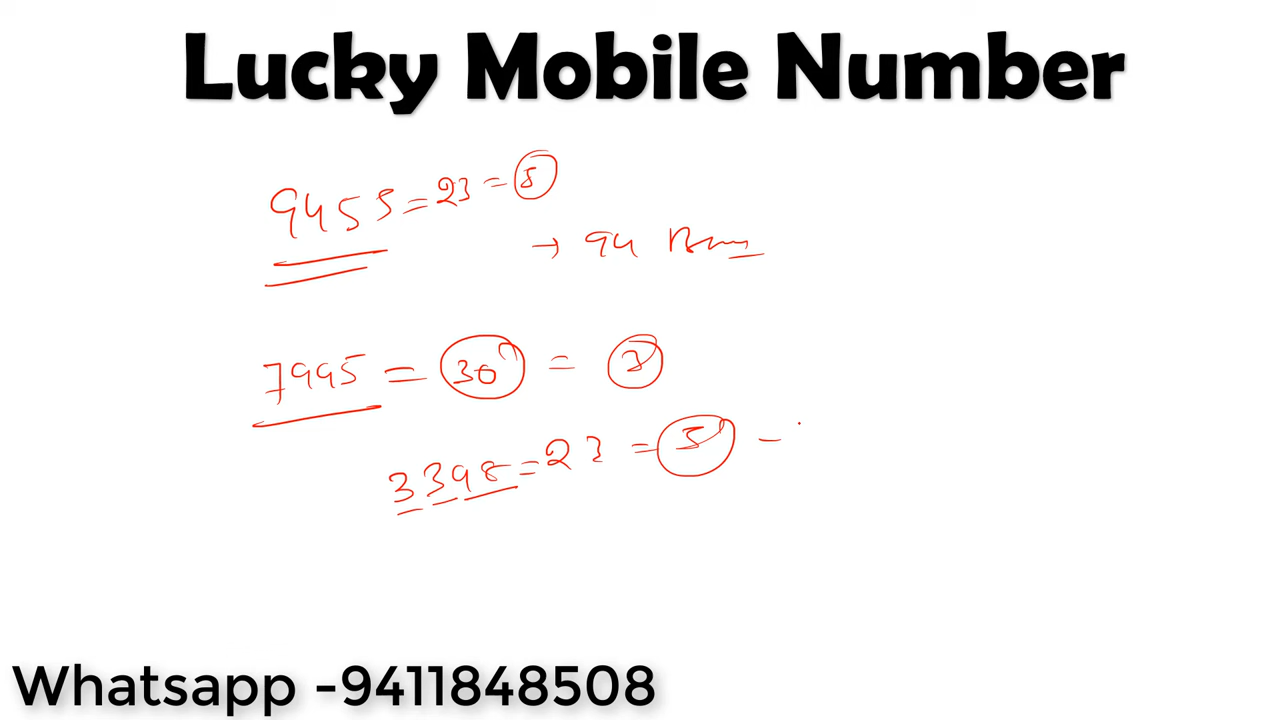 Lucky Mobile Number
9455 = 23 = 5
→ 94
7995 = 30 = 3
3398 = 23 = 5 -
Whatsapp -9411848508